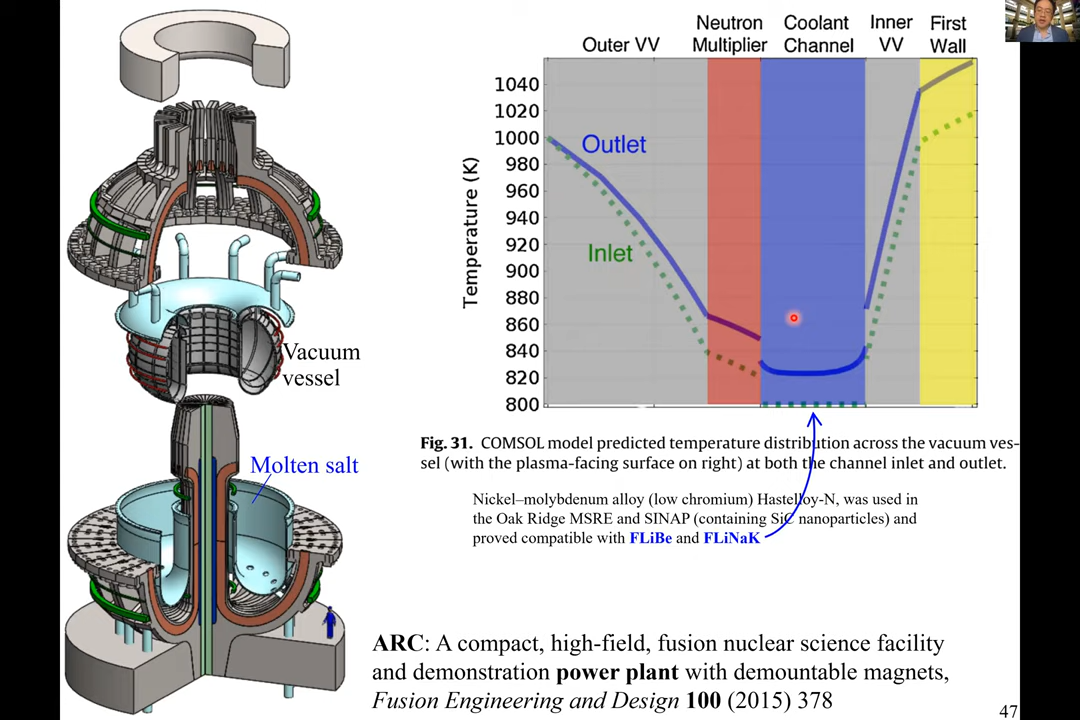 Outer VV
Neutron
Multiplier
Coolant
Channel
Inner
VV
First
Wall
Temperature (K)
1040
1020
1000
980
960
940
920
900
880
860
840
820
800
Outlet
Inlet
Vacuum
vessel
Molten salt
Fig. 31. COMSOL model predicted temperature distribution across the vacuum ves-
sel (with the plasma-facing surface on right) at both the channel inlet and outlet.
Nickel–molybdenum alloy (low chromium) Hastelloy-N, was used in
the Oak Ridge MSRE and SINAP (containing SiC nanoparticles) and
proved compatible with FLiBe and FLiNaK
ARC: A compact, high-field, fusion nuclear science facility
and demonstration power plant with demountable magnets,
Fusion Engineering and Design 100 (2015) 378
47